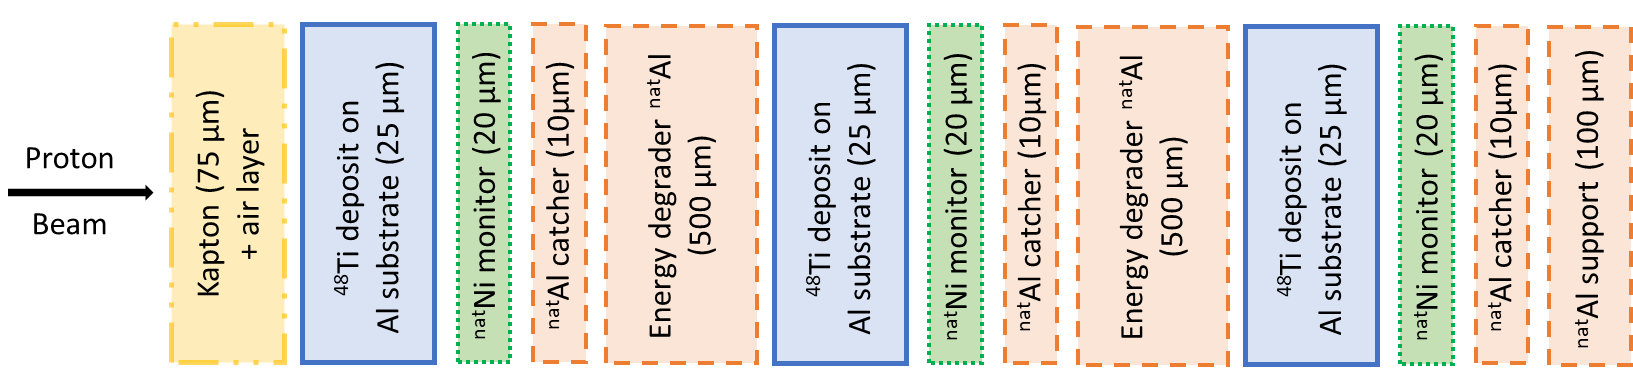 Proton
Beam
Kapton (75 µm)
+ air layer
⁴⁸Ti deposit on
Al substrate (25 µm)
ⁿᵃᵗNi monitor (20 µm)
ⁿᵃᵗAl catcher (10µm)
Energy degrader ⁿᵃᵗAl
(500 µm)
⁴⁸Ti deposit on
Al substrate (25 µm)
ⁿᵃᵗNi monitor (20 µm)
ⁿᵃᵗAl catcher (10µm)
Energy degrader ⁿᵃᵗAl
(500 µm)
⁴⁸Ti deposit on
Al substrate (25 µm)
ⁿᵃᵗNi monitor (20 µm)
ⁿᵃᵗAl catcher (10µm)
ⁿᵃᵗAl support (100 µm)